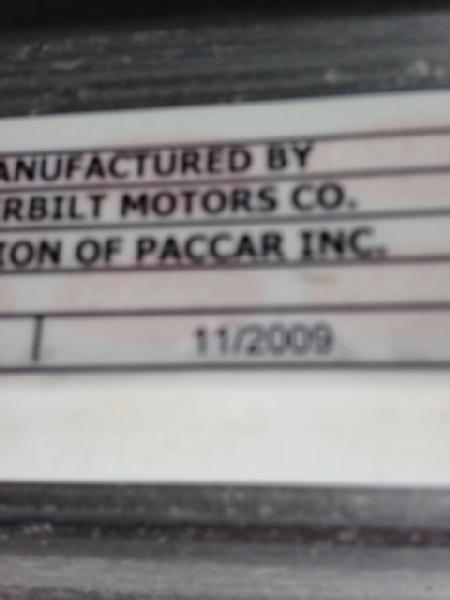 ANUFACTURED BY
RBILT MOTORS CO.
ION OF PACCAR INC.
11/2009